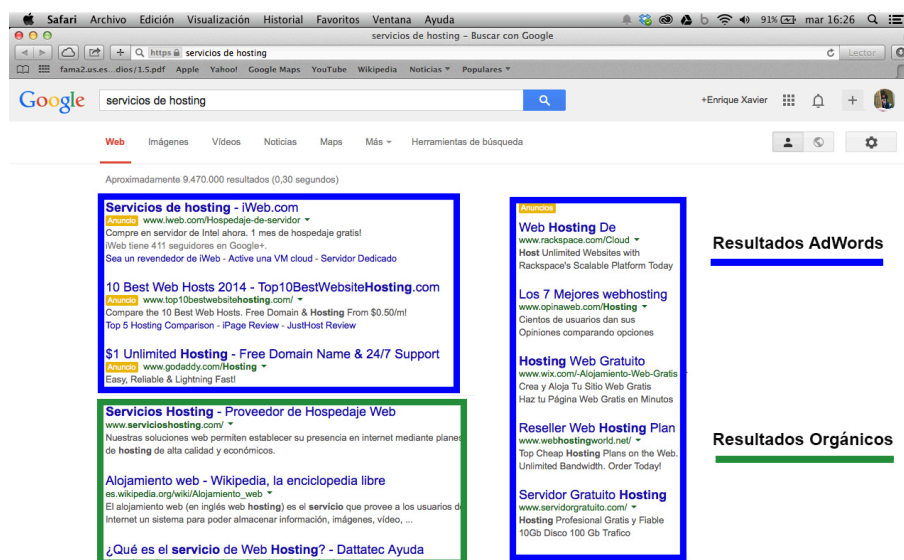 Safari Archivo Edición Visualización Historial Favoritos Ventana Ayuda 91% mar 16:26
servicios de hosting – Buscar con Google
https servicios de hosting Lector
fama2.us.es...dios/1.5.pdf Apple Yahoo! Google Maps YouTube Wikipedia Noticias Populares
Google servicios de hosting +Enrique Xavier
Web Imágenes Vídeos Noticias Maps Más Herramientas de búsqueda
Aproximadamente 9.470.000 resultados (0,30 segundos)
Servicios de hosting - iWeb.com
Anuncio www.iweb.com/Hospedaje-de-servidor
Compre en servidor de Intel ahora. 1 mes de hospedaje gratis!
iWeb tiene 411 seguidores en Google+.
Sea un revendedor de iWeb - Active una VM cloud - Servidor Dedicado
10 Best Web Hosts 2014 - Top10BestWebsiteHosting.com
Anuncio www.top10bestwebsitehosting.com/
Compare the 10 Best Web Hosts. Free Domain & Hosting From $0.50/m!
Top 5 Hosting Comparison - iPage Review - JustHost Review
$1 Unlimited Hosting - Free Domain Name & 24/7 Support
Anuncio www.godaddy.com/Hosting
Easy, Reliable & Lightning Fast!
Servicios Hosting - Proveedor de Hospedaje Web
www.servicioshosting.com/
Nuestras soluciones web permiten establecer su presencia en internet mediante planes
de hosting de alta calidad y económicos.
Alojamiento web - Wikipedia, la enciclopedia libre
es.wikipedia.org/wiki/Alojamiento_web
El alojamiento web (en inglés web hosting) es el servicio que provee a los usuarios de
Internet un sistema para poder almacenar información, imágenes, vídeo, ...
¿Qué es el servicio de Web Hosting? - Dattatec Ayuda
Anuncios
Web Hosting De
www.rackspace.com/Cloud
Host Unlimited Websites with
Rackspace's Scalable Platform Today
Los 7 Mejores webhosting
www.opinaweb.com/Hosting
Cientos de usuarios dan sus
Opiniones comparando opciones
Hosting Web Gratuito
www.wix.com/-Alojamiento-Web-Gratis
Crea y Aloja Tu Sitio Web Gratis
Haz tu Página Web Gratis en Minutos
Reseller Web Hosting Plan
www.webhostingworld.net/
Top Cheap Hosting Plans on the Web.
Unlimited Bandwidth. Order Today!
Servidor Gratuito Hosting
www.servidorgratuito.com/
Hosting Profesional Gratis y Fiable
10Gb Disco 100 Gb Trafico
Resultados AdWords
Resultados Orgánicos